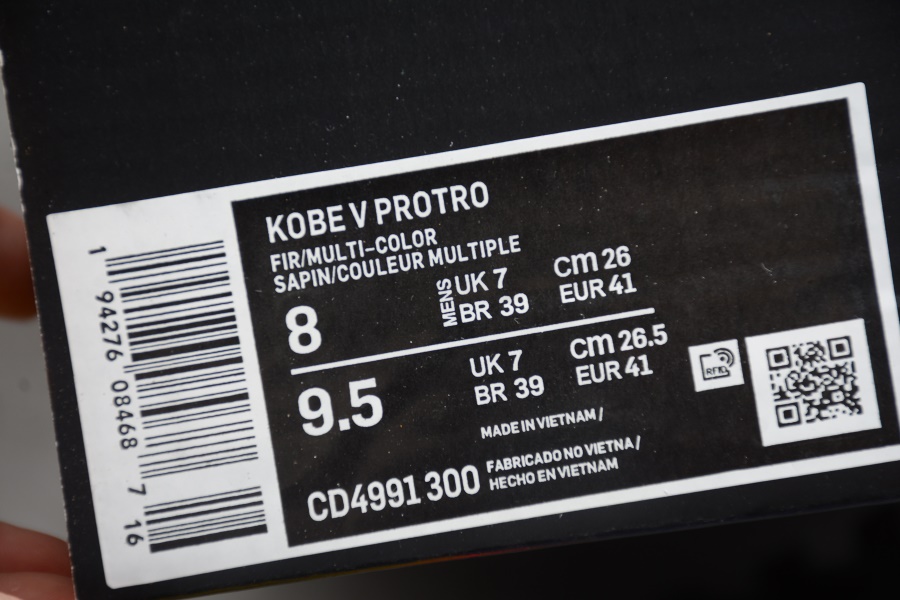 KOBE V PROTRO
FIR/MULTI-COLOR
SAPIN/COULEUR MULTIPLE
8
MENS
UK 7
BR 39
cm 26
EUR 41
9.5
UK 7
BR 39
cm 26.5
EUR 41
MADE IN VIETNAM /
FABRICADO NO VIETNA /
HECHO EN VIETNAM
CD4991 300
RFID
1 94276 08468 7 16